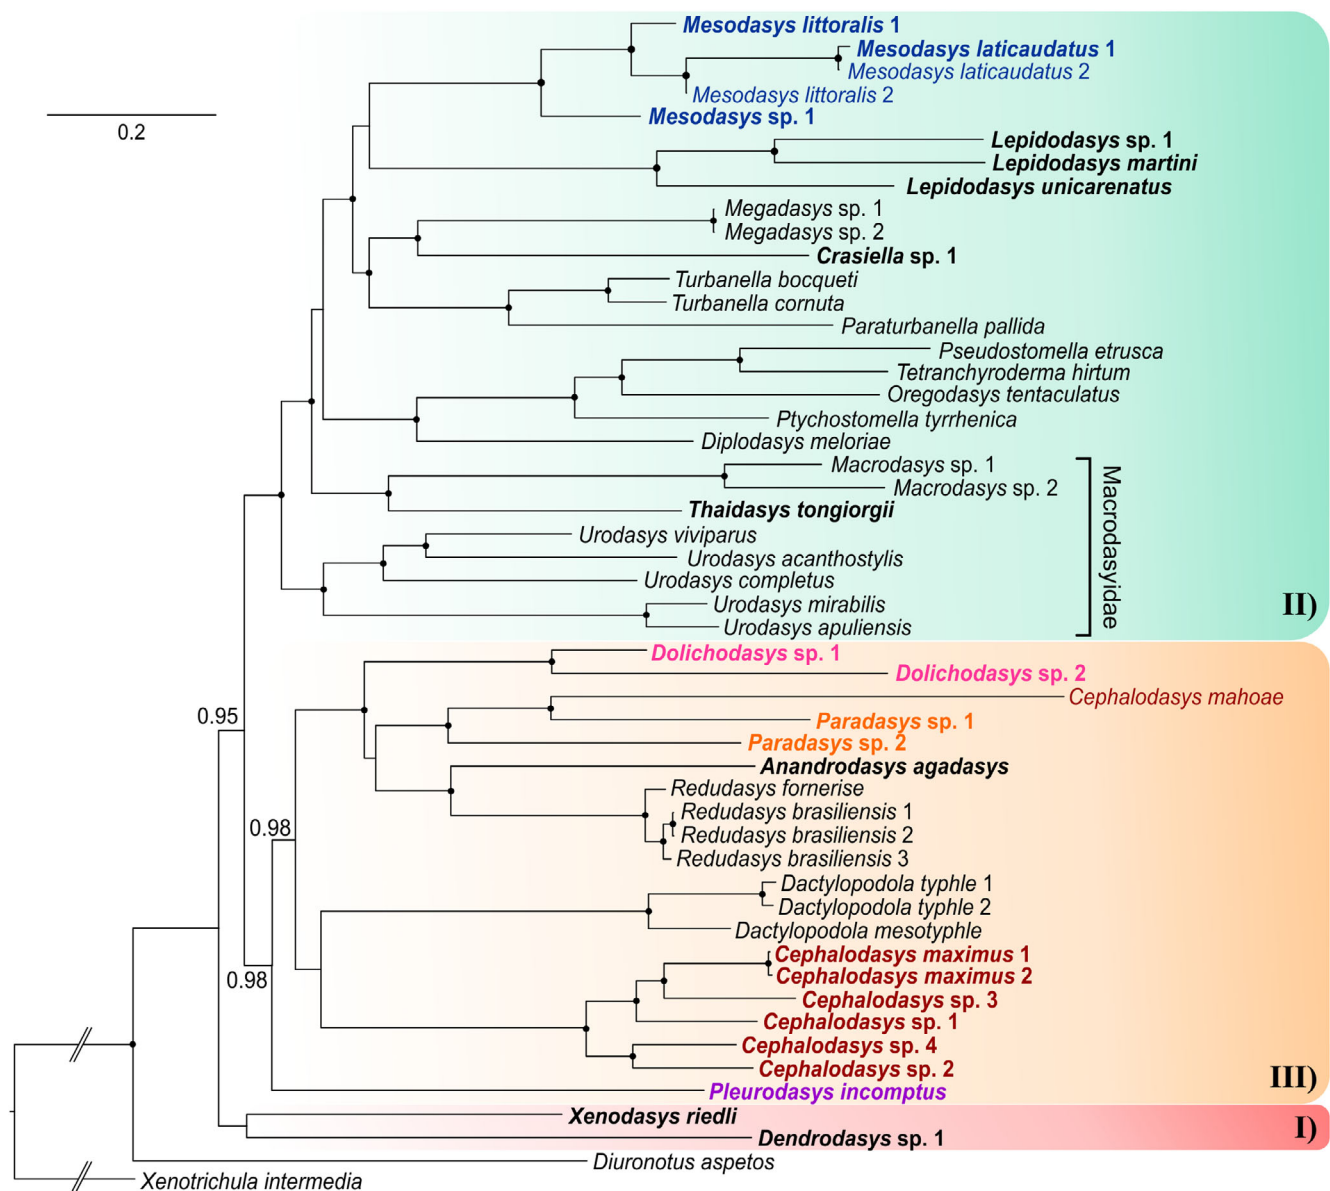 Mesodasys littoralis 1
Mesodasys laticaudatus 1
Mesodasys laticaudatus 2
Mesodasys littoralis 2
Mesodasys sp. 1
0.2
Lepidodasys sp. 1
Lepidodasys martini
Lepidodasys unicarenatus
Megadasys sp. 1
Megadasys sp. 2
Crasiella sp. 1
Turbanella bocqueti
Turbanella cornuta
Paraturbanella pallida
Pseudostomella etrusca
Tetranchyroderma hirtum
Oregodasys tentaculatus
Ptychostomella tyrrhenica
Diplodasys meloriae
Macrodasys sp. 1
Macrodasys sp. 2
Thaidasys tongiorgii
Urodasys viviparus
Urodasys acanthostylis
Urodasys completus
Urodasys mirabilis
Urodasys apuliensis
Macrodasyidae
II)
Dolichodasys sp. 1
Dolichodasys sp. 2
Cephalodasys mahoae
0.95
Paradasys sp. 1
Paradasys sp. 2
Anandrodasys agadasys
Redudasys fornerise
Redudasys brasiliensis 1
0.98
Redudasys brasiliensis 2
Redudasys brasiliensis 3
Dactylopodola typhle 1
Dactylopodola typhle 2
Dactylopodola mesotyphle
Cephalodasys maximus 1
0.98
Cephalodasys maximus 2
Cephalodasys sp. 3
Cephalodasys sp. 1
Cephalodasys sp. 4
Cephalodasys sp. 2
III)
Pleurodasys incomptus
Xenodasys riedli
I)
Dendrodasys sp. 1
Diuronotus aspetos
Xenotrichula intermedia